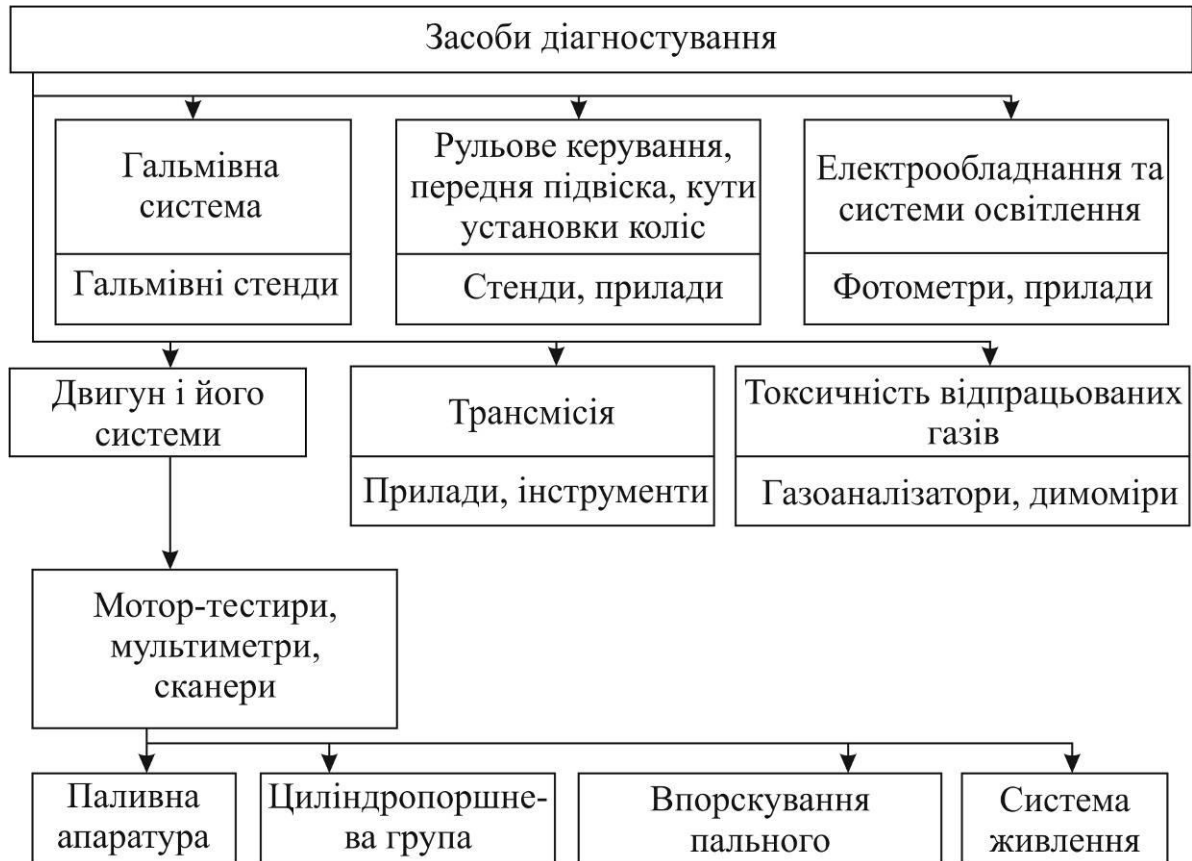 Засоби діагностування
Гальмівна
система
Гальмівні стенди
Рульове керування,
передня підвіска, кути
установки коліс
Стенди, прилади
Електрообладнання та
системи освітлення
Фотометри, прилади
Двигун і його
системи
Трансмісія
Прилади, інструменти
Токсичність відпрацьованих
газів
Газоаналізатори, димоміри
Мотор-тестири,
мультиметри,
сканери
Паливна
апаратура
Циліндропоршне-
ва група
Впорскування
пального
Система
живлення